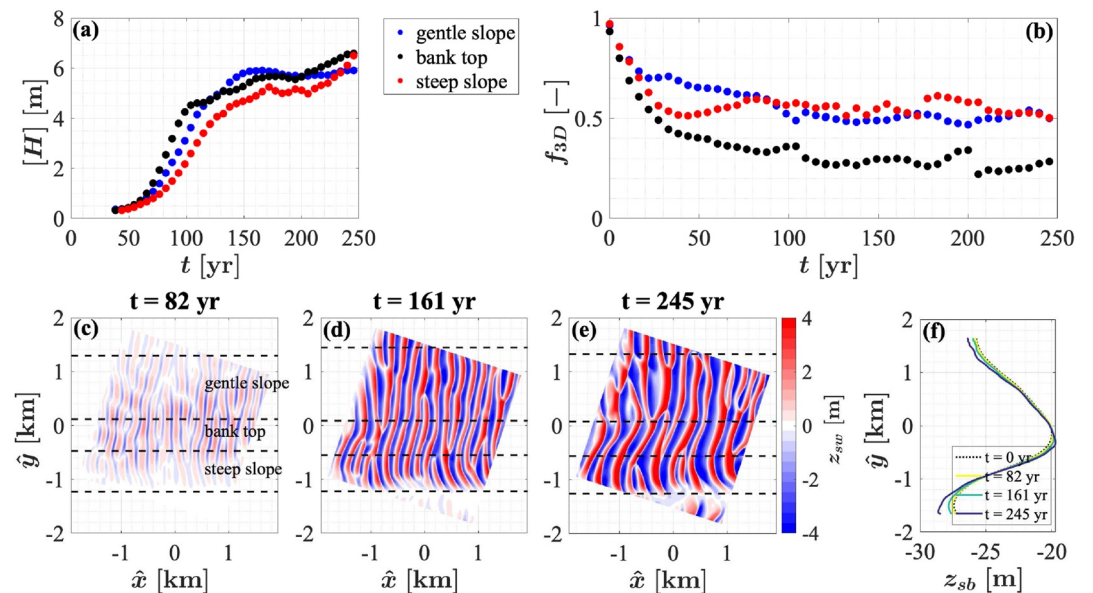 (a)
[H] [m]
8
6
4
2
0
0 50 100 150 200 250
t [yr]
gentle slope
bank top
steep slope
(b)
f3D [—]
1
0.5
0
0 50 100 150 200 250
t [yr]
t = 82 yr
(c)
ŷ [km]
2
1
0
-1
-2
gentle slope
bank top
steep slope
-1 0 1
x̂ [km]
t = 161 yr
(d)
2
1
0
-1
-2
-1 0 1
x̂ [km]
t = 245 yr
(e)
2
1
0
-1
-2
-1 0 1
x̂ [km]
4
2
0
-2
-4
zsw [m]
(f)
ŷ [km]
2
1
0
-1
-2
t = 0 yr
t = 82 yr
t = 161 yr
t = 245 yr
-30 -25 -20
zsb [m]